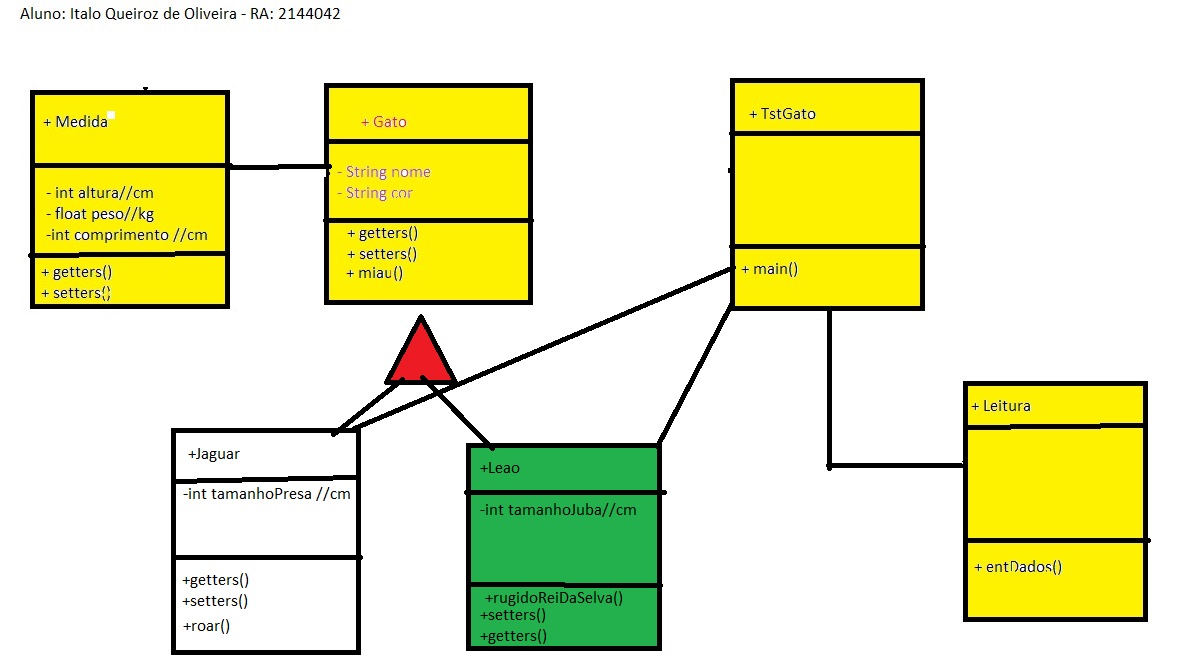 Aluno: Italo Queiroz de Oliveira - RA: 2144042
+ Medida
- int altura//cm
- float peso//kg
-int comprimento //cm
+ getters()
+ setters()
+ Gato
- String nome
- String cor
+ getters()
+ setters()
+ miau()
+ TstGato
+ main()
+Jaguar
-int tamanhoPresa //cm
+getters()
+setters()
+roar()
+Leao
-int tamanhoJuba//cm
+rugidoReiDaSelva()
+setters()
+getters()
+ Leitura
+ entDados()